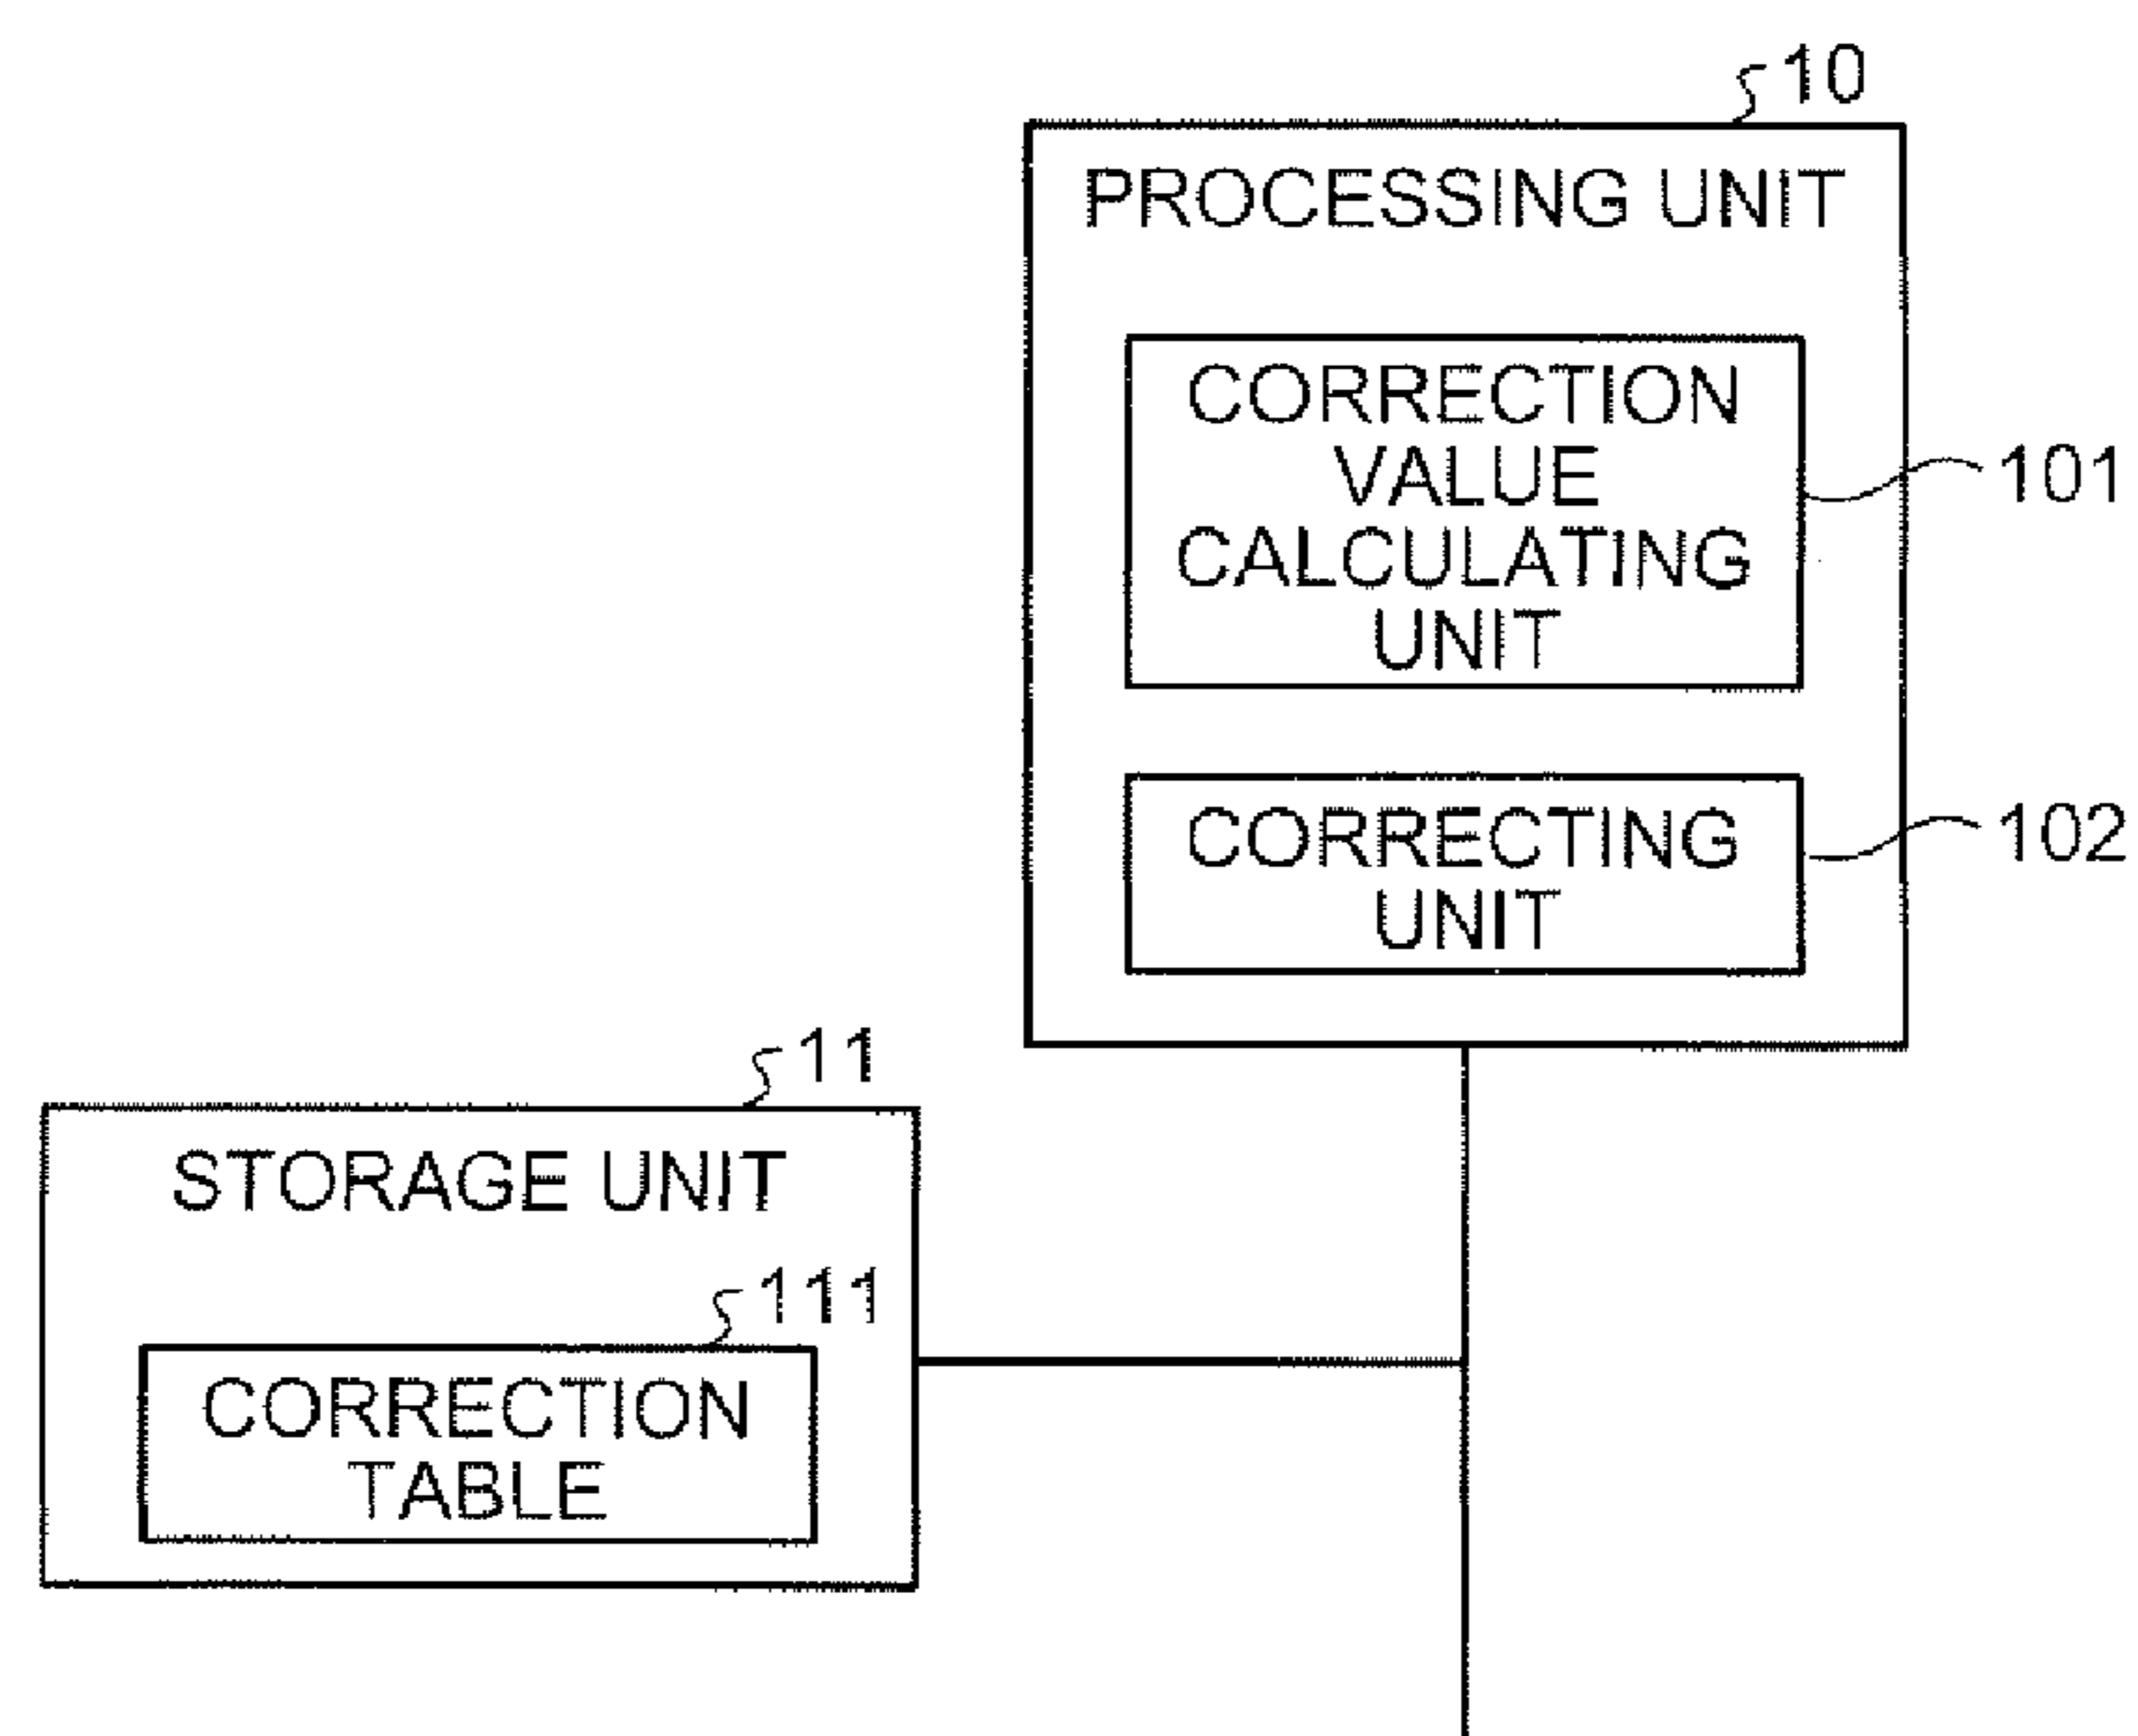 10
PROCESSING UNIT
CORRECTION
VALUE
CALCULATING
UNIT
101
CORRECTING
UNIT
102
11
STORAGE UNIT
111
CORRECTION
TABLE